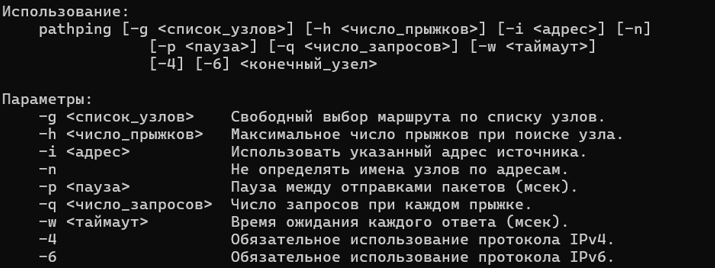 Использование:
pathping [-g <список_узлов>] [-h <число_прыжков>] [-i <адрес>] [-n]
[-p <пауза>] [-q <число_запросов>] [-w <таймаут>]
[-4] [-6] <конечный_узел>
Параметры:
-g <список_узлов> Свободный выбор маршрута по списку узлов.
-h <число_прыжков> Максимальное число прыжков при поиске узла.
-i <адрес> Использовать указанный адрес источника.
-n Не определять имена узлов по адресам.
-p <пауза> Пауза между отправками пакетов (мсек).
-q <число_запросов> Число запросов при каждом прыжке.
-w <таймаут> Время ожидания каждого ответа (мсек).
-4 Обязательное использование протокола IPv4.
-6 Обязательное использование протокола IPv6.